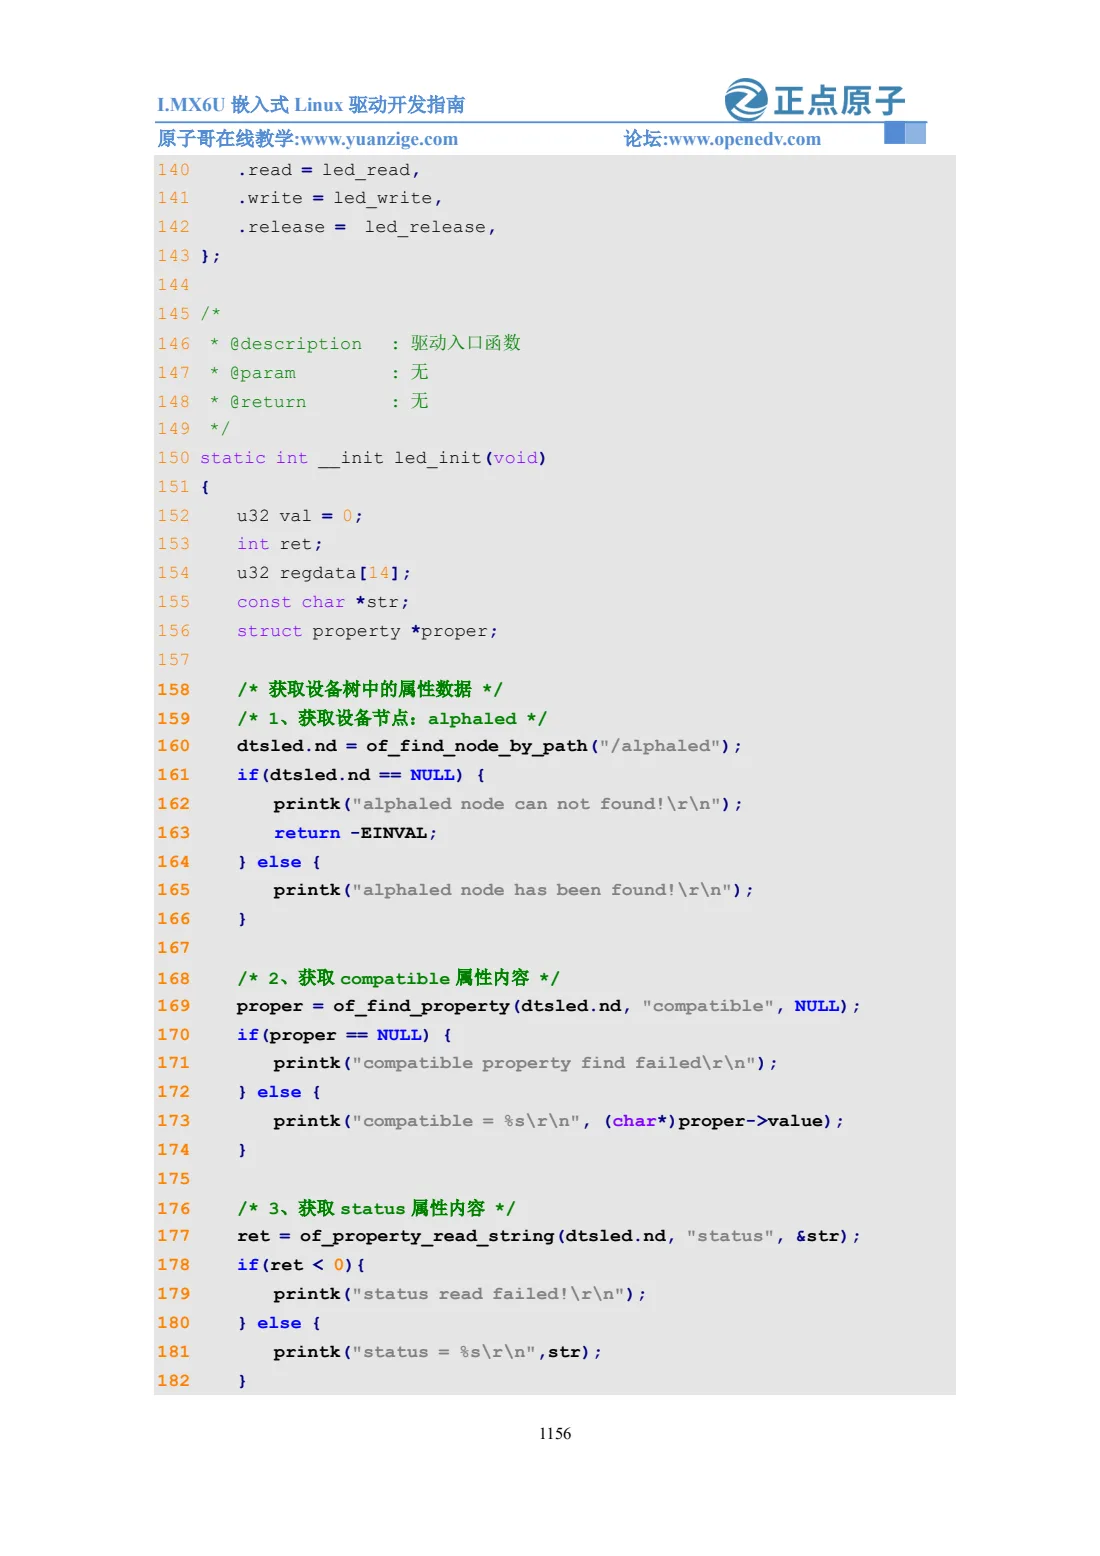 I.MX6U 嵌入式 Linux 驱动开发指南
正点原子
原子哥在线教学:www.yuanzige.com 论坛:www.openedv.com
140 .read = led_read,
141 .write = led_write,
142 .release =  led_release,
143 };
144
145 /*
146  * @description : 驱动入口函数
147  * @param : 无
148  * @return : 无
149  */
150 static int __init led_init(void)
151 {
152 u32 val = 0;
153 int ret;
154 u32 regdata[14];
155 const char *str;
156 struct property *proper;
157
158 /* 获取设备树中的属性数据 */
159 /* 1、获取设备节点：alphaled */
160 dtsled.nd = of_find_node_by_path("/alphaled");
161 if(dtsled.nd == NULL) {
162 printk("alphaled node can not found!\r\n");
163 return -EINVAL;
164 } else {
165 printk("alphaled node has been found!\r\n");
166 }
167
168 /* 2、获取 compatible 属性内容 */
169 proper = of_find_property(dtsled.nd, "compatible", NULL);
170 if(proper == NULL) {
171 printk("compatible property find failed\r\n");
172 } else {
173 printk("compatible = %s\r\n", (char*)proper->value);
174 }
175
176 /* 3、获取 status 属性内容 */
177 ret = of_property_read_string(dtsled.nd, "status", &str);
178 if(ret < 0){
179 printk("status read failed!\r\n");
180 } else {
181 printk("status = %s\r\n",str);
182 }
1156